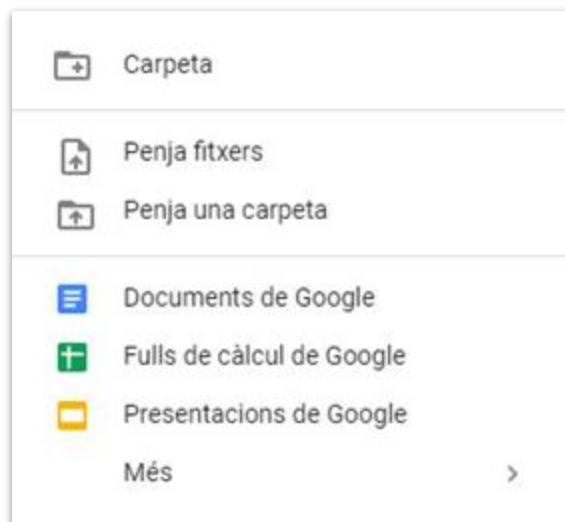 Carpeta
Penja fitxers
Penja una carpeta
Documents de Google
Fulls de càlcul de Google
Presentacions de Google
Més